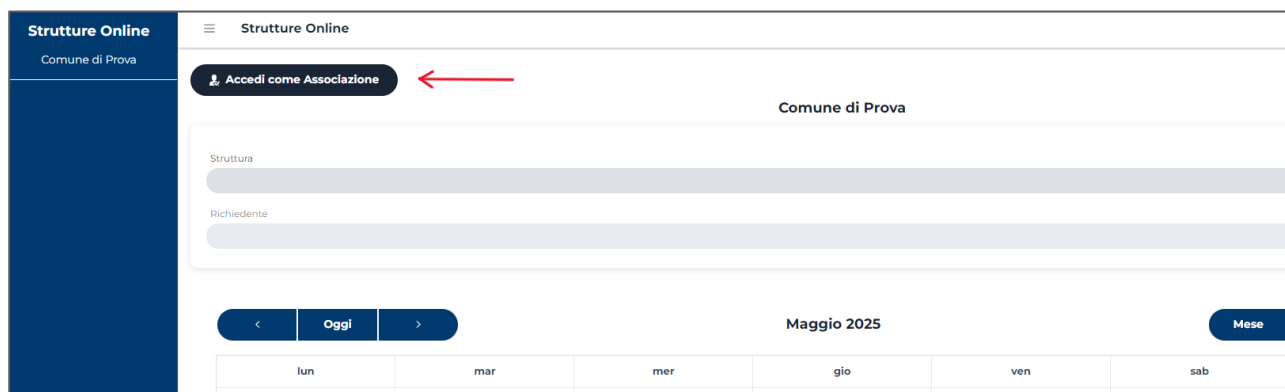 Strutture Online
Comune di Prova
Strutture Online
Accedi come Associazione
Comune di Prova
Struttura
Richiedente
Oggi
Maggio 2025
Mese
lun mar mer gio ven sab